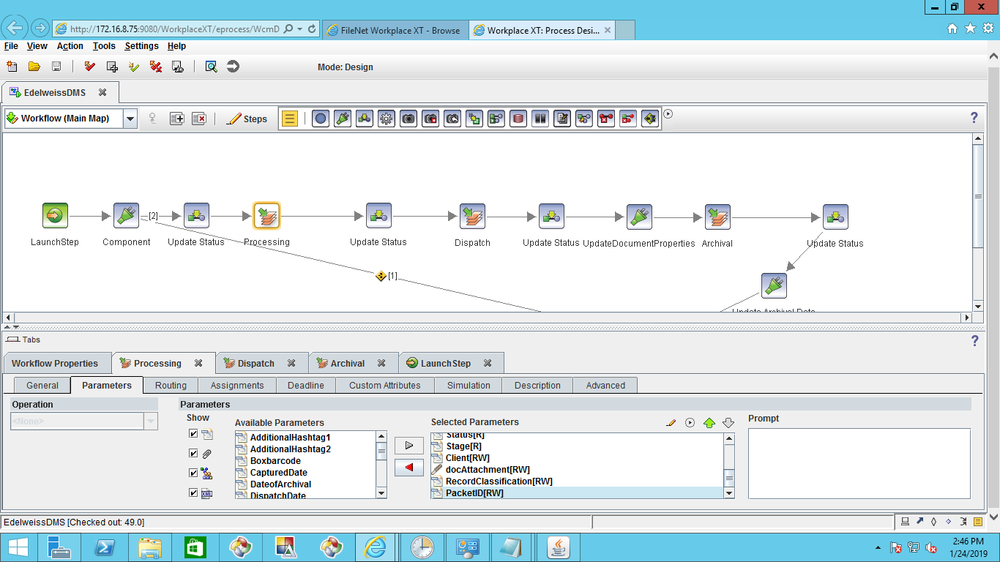 http://172.16.8.75:9080/WorkplaceXT/eprocess/WcmD
FileNet Workplace XT - Browse
Workplace XT: Process Desi...
File View Action Tools Settings Help
Mode: Design
EdelweissDMS
Workflow (Main Map)
Steps
?
[2]
LaunchStep
Component
Update Status
Processing
Update Status
Dispatch
Update Status
UpdateDocumentProperties
Archival
Update Status
[1]
Update Archival Data
Tabs
?
Workflow Properties
Processing
Dispatch
Archival
LaunchStep
General
Parameters
Routing
Assignments
Deadline
Custom Attributes
Simulation
Description
Advanced
Operation
Parameters
<None>
Show
Available Parameters
Selected Parameters
Prompt
AdditionalHashtag1
AdditionalHashtag2
Boxbarcode
CapturedDate
DateofArchival
DispatchDate
Status[R]
Stage[R]
Client[RW]
docAttachment[RW]
RecordClassification[RW]
PacketID[RW]
EdelweissDMS [Checked out: 49.0]
2:46 PM
1/24/2019